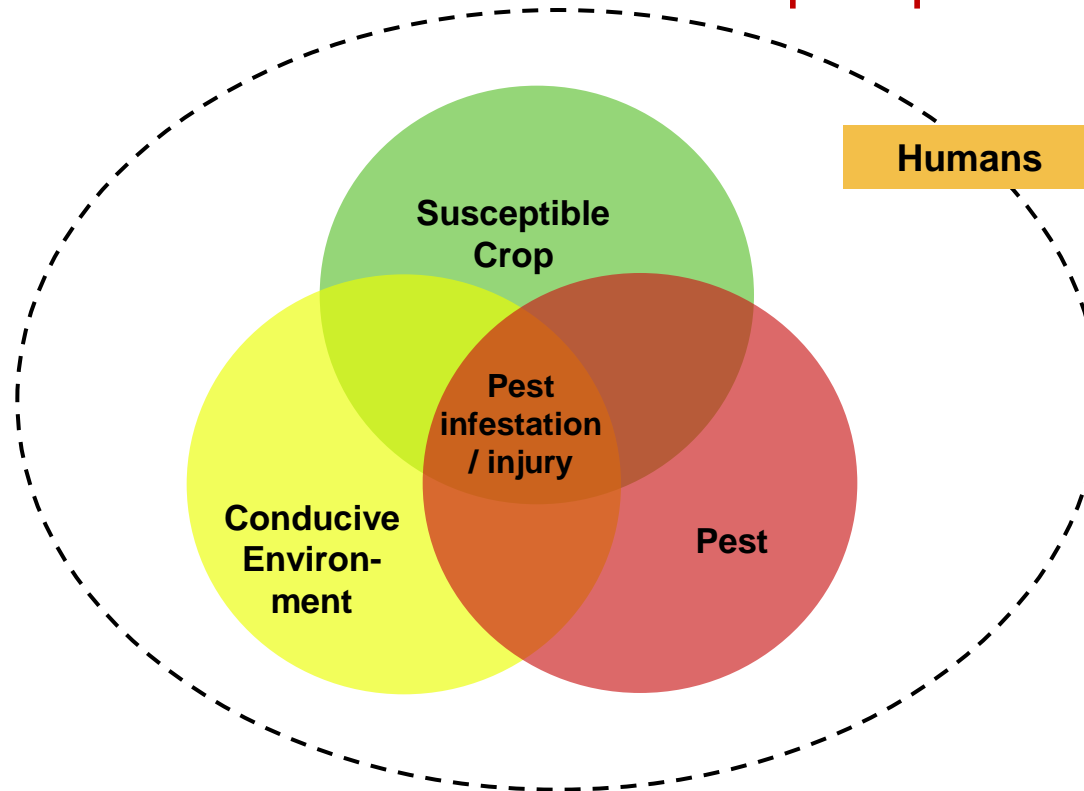 Humans
Susceptible
Crop
Pest
infestation
/ injury
Conducive
Environ-
ment
Pest